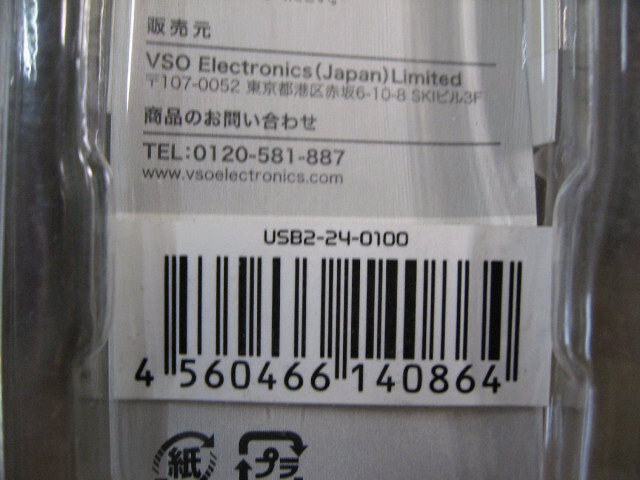 販売元
VSO Electronics(Japan)Limited
〒107-0052 東京都港区赤坂6-10-8 SKIビル3F
商品のお問い合わせ
TEL:0120-581-887
www.vsoelectronics.com
USB2-24-0100
4 560466 140864
紙
プラ